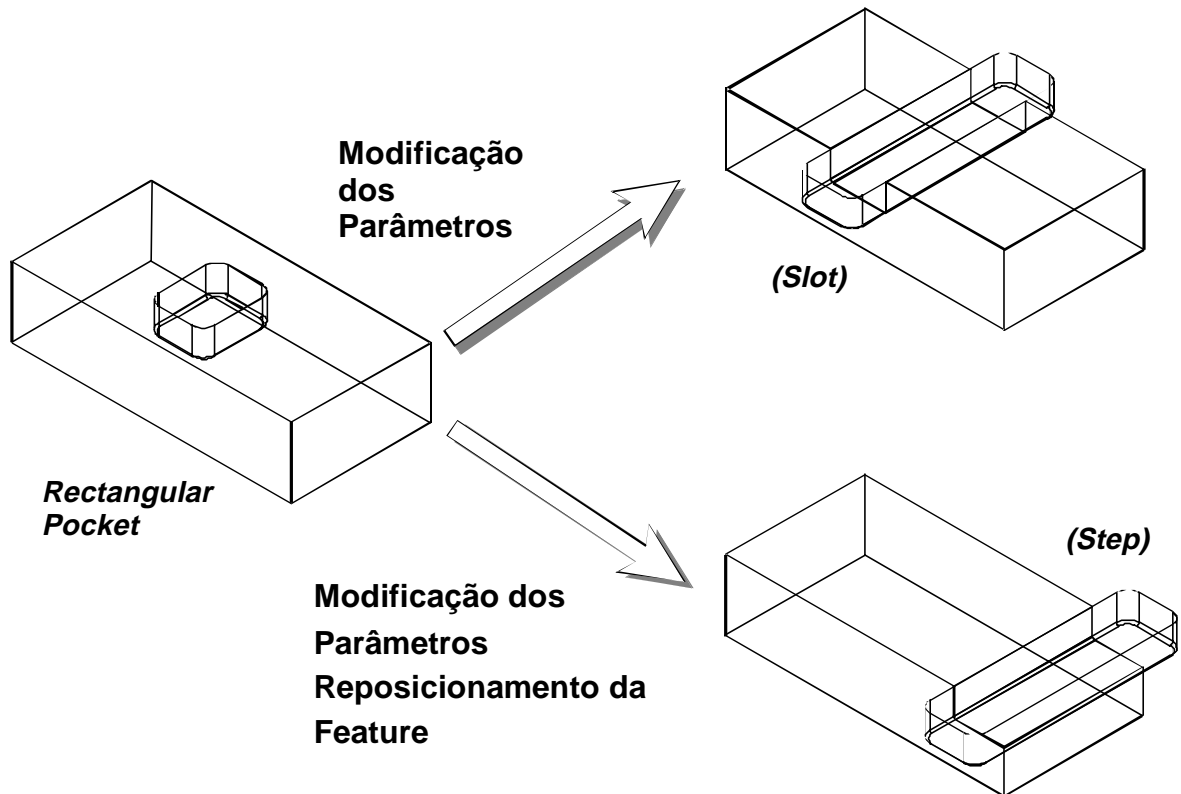 Modificação
dos
Parâmetros
(Slot)
Rectangular
Pocket
(Step)
Modificação dos
Parâmetros
Reposicionamento da
Feature